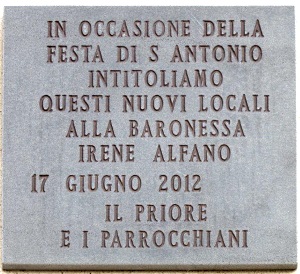 IN OCCASIONE DELLA
FESTA DI S ANTONIO
INTITOLIAMO
QUESTI NUOVI LOCALI
ALLA BARONESSA
IRENE ALFANO
17 GIUGNO 2012
IL PRIORE
E I PARROCCHIANI